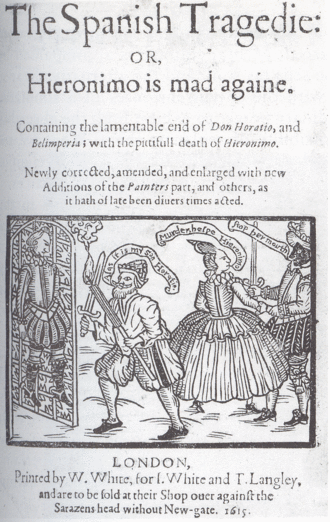 The Spanish Tragedie:
OR,
Hieronimo is mad againe.
Containing the lamentable end of Don Horatio, and
Belimperia; with the pittifull death of Hieronimo.
Newly corrected, amended, and enlarged with new
Additions of the Painters part, and others, as
it hath of late been diuers times acted.
it is my son Horatio
Murder, helpe Hieronimo
stop her mouth
LONDON,
Printed by W. White, for I. White and T. Langley,
and are to be sold at their Shop ouer against the
Sarazens head without New-gate. 1615.